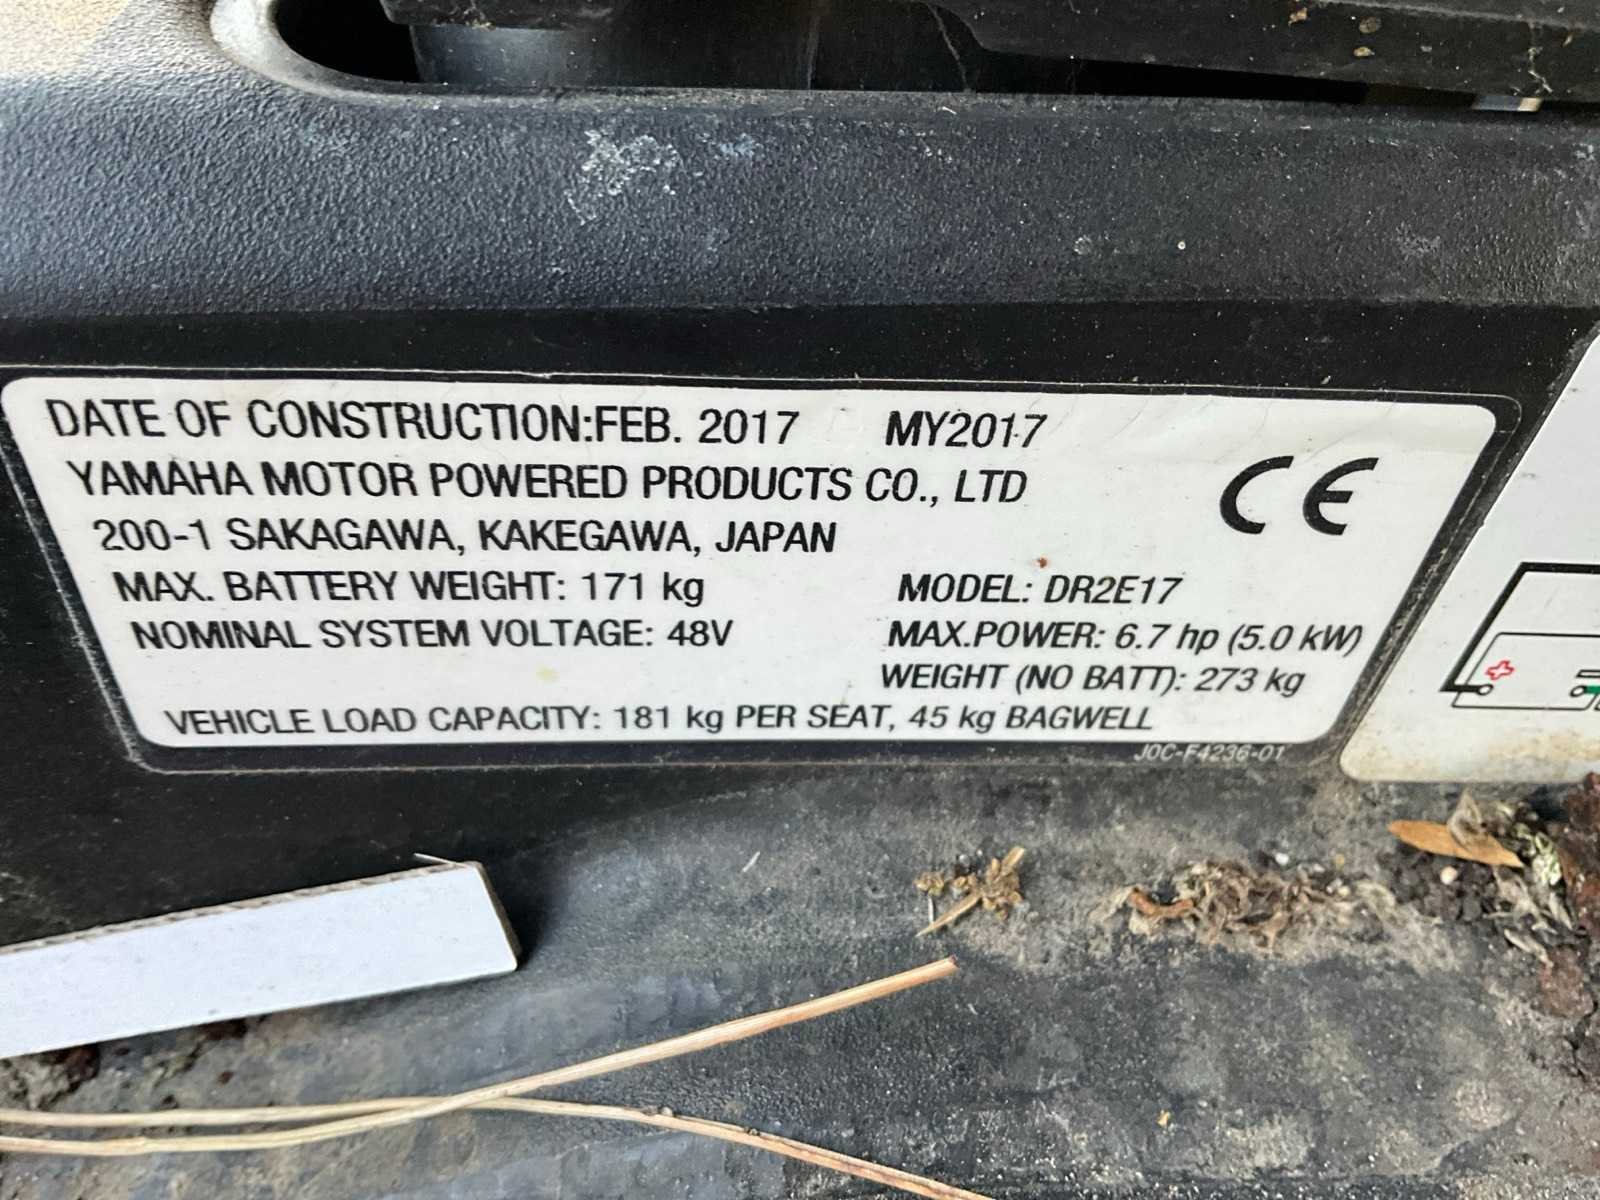 DATE OF CONSTRUCTION:FEB. 2017 MY2017
YAMAHA MOTOR POWERED PRODUCTS CO., LTD
200-1 SAKAGAWA, KAKEGAWA, JAPAN
CE
MAX. BATTERY WEIGHT: 171 kg MODEL: DR2E17
NOMINAL SYSTEM VOLTAGE: 48V MAX.POWER: 6.7 hp (5.0 kW)
WEIGHT (NO BATT): 273 kg
VEHICLE LOAD CAPACITY: 181 kg PER SEAT, 45 kg BAGWELL
J0C-F4236-01